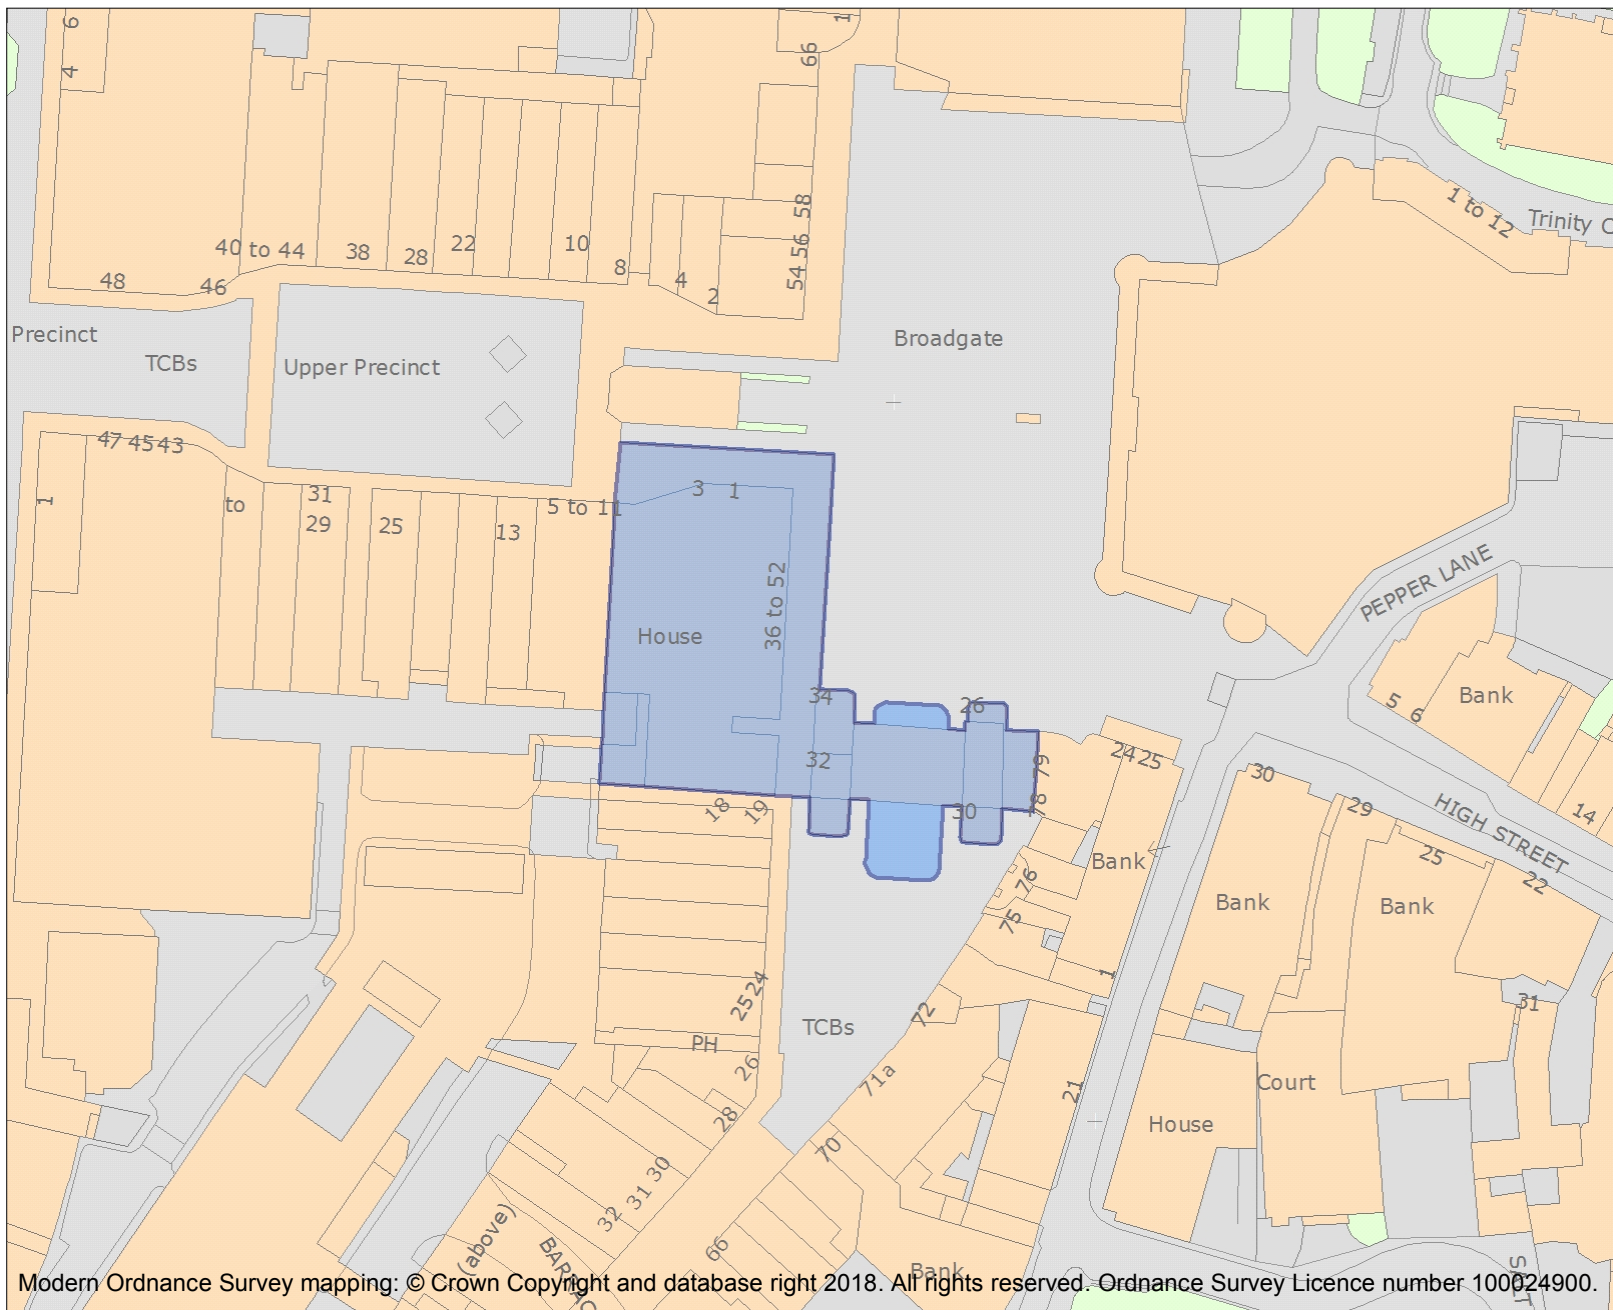 6
4
66
1
1 to 12
Trinity C
58
54 56
40 to 44
38
28
22
10
8
4
2
48
46
Precinct
TCBs
Upper Precinct
Broadgate
47 45 43
1
to
31
29
25
13
5 to 11
3
1
36 to 52
House
34
32
26
30
79
78
24 25
PEPPER LANE
5
6
Bank
14
HIGH STREET
30
29
25
22
18
19
Bank
76
75
1
Bank
Bank
31
25 24
PH
26
28
TCBs
72
71a
70
21
House
Court
30
31
32
(above)
BARRAC
66
Bank
SALT
Modern Ordnance Survey mapping: © Crown Copyright and database right 2018. All rights reserved. Ordnance Survey Licence number 100024900.